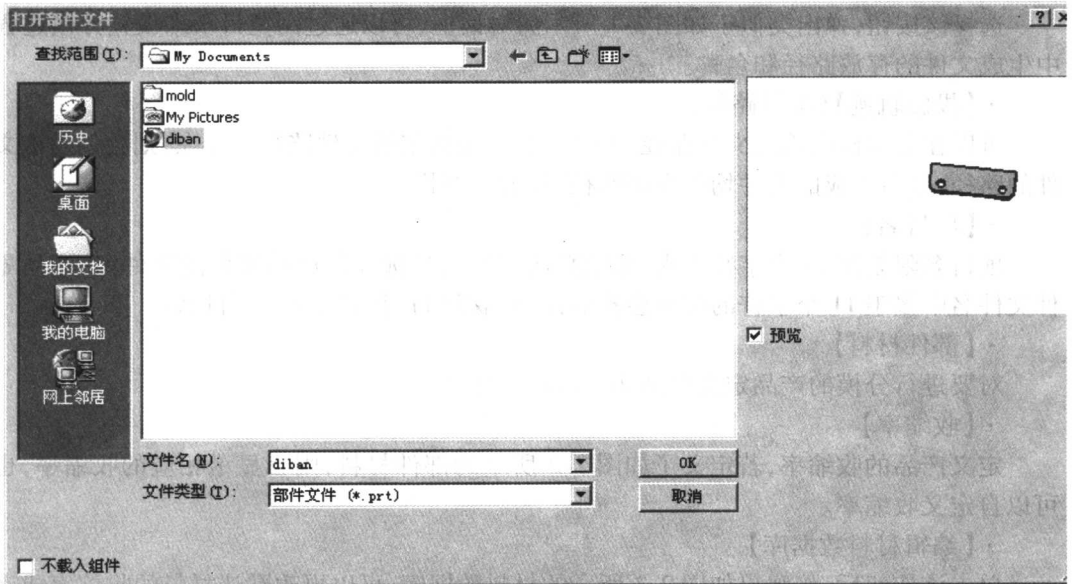 打开部件文件
查找范围(I):
My Documents
mold
My Pictures
diban
历史
桌面
我的文档
我的电脑
网上邻居
预览
文件名(N):
diban
OK
文件类型(T):
部件文件 (*.prt)
取消
不载入组件